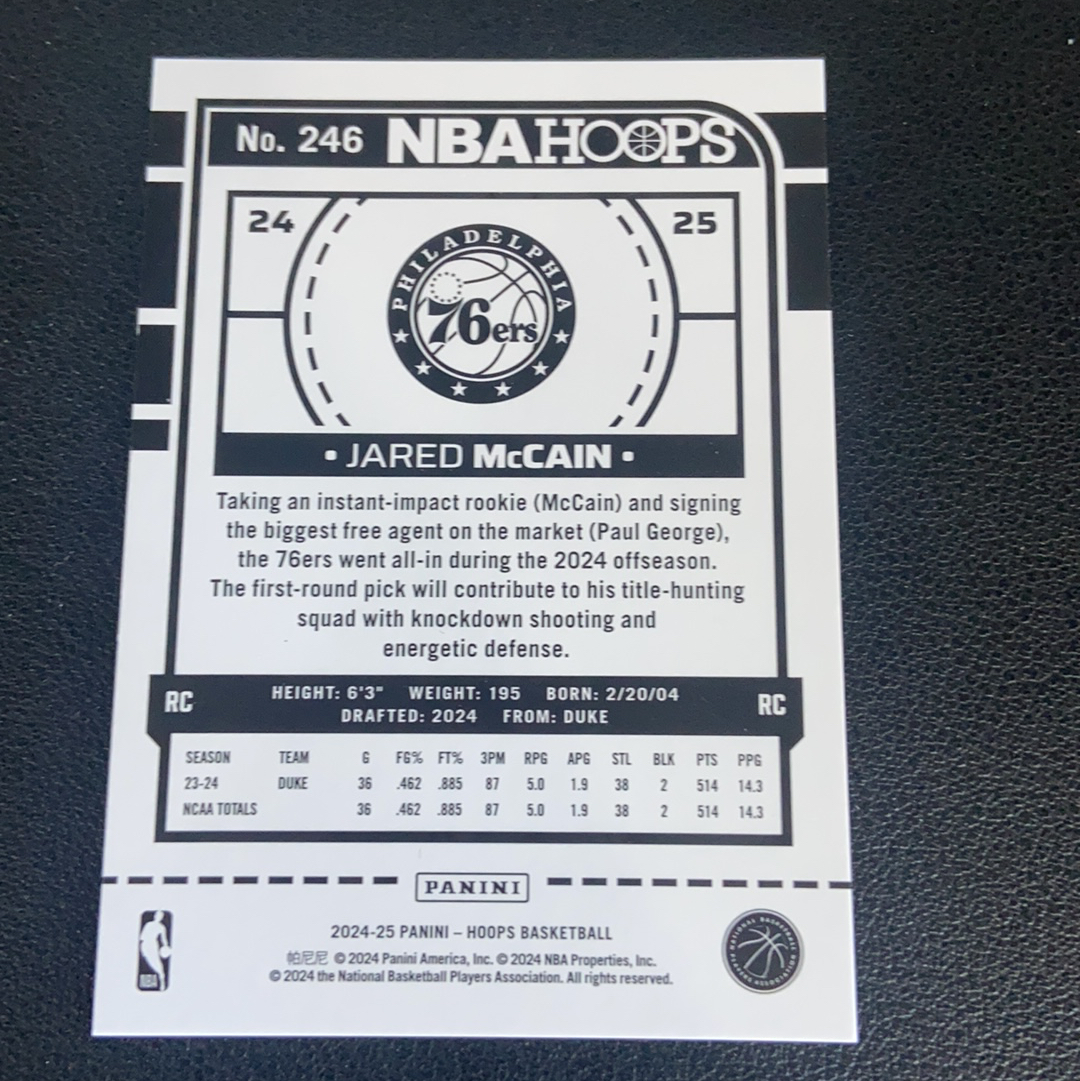 No. 246 NBA HOOPS
24 25
PHILADELPHIA
76ers
• JARED McCAIN •
Taking an instant-impact rookie (McCain) and signing
the biggest free agent on the market (Paul George),
the 76ers went all-in during the 2024 offseason.
The first-round pick will contribute to his title-hunting
squad with knockdown shooting and
energetic defense.
RC HEIGHT: 6'3" WEIGHT: 195 BORN: 2/20/04 RC
DRAFTED: 2024 FROM: DUKE
SEASON TEAM G FG% FT% 3PM RPG APG STL BLK PTS PPG
23-24 DUKE 36 .462 .885 87 5.0 1.9 38 2 514 14.3
NCAA TOTALS 36 .462 .885 87 5.0 1.9 38 2 514 14.3
PANINI
2024-25 PANINI – HOOPS BASKETBALL
帕尼尼 © 2024 Panini America, Inc. © 2024 NBA Properties, Inc.
© 2024 the National Basketball Players Association. All rights reserved.
NBA
NATIONAL BASKETBALL PLAYERS ASSOCIATION